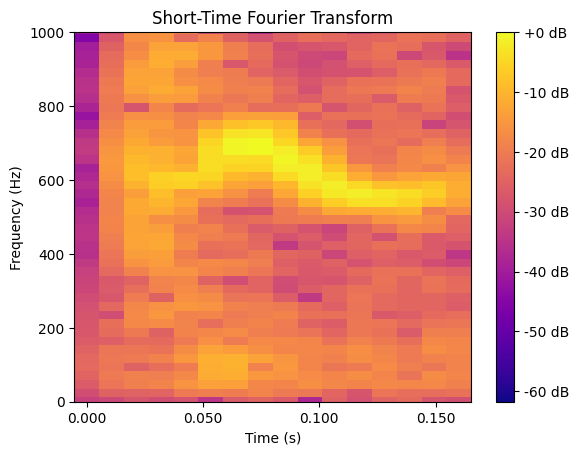 Short-Time Fourier Transform
1000
800
600
400
200
0
Frequency (Hz)
0.000
0.050
0.100
0.150
Time (s)
+0 dB
-10 dB
-20 dB
-30 dB
-40 dB
-50 dB
-60 dB